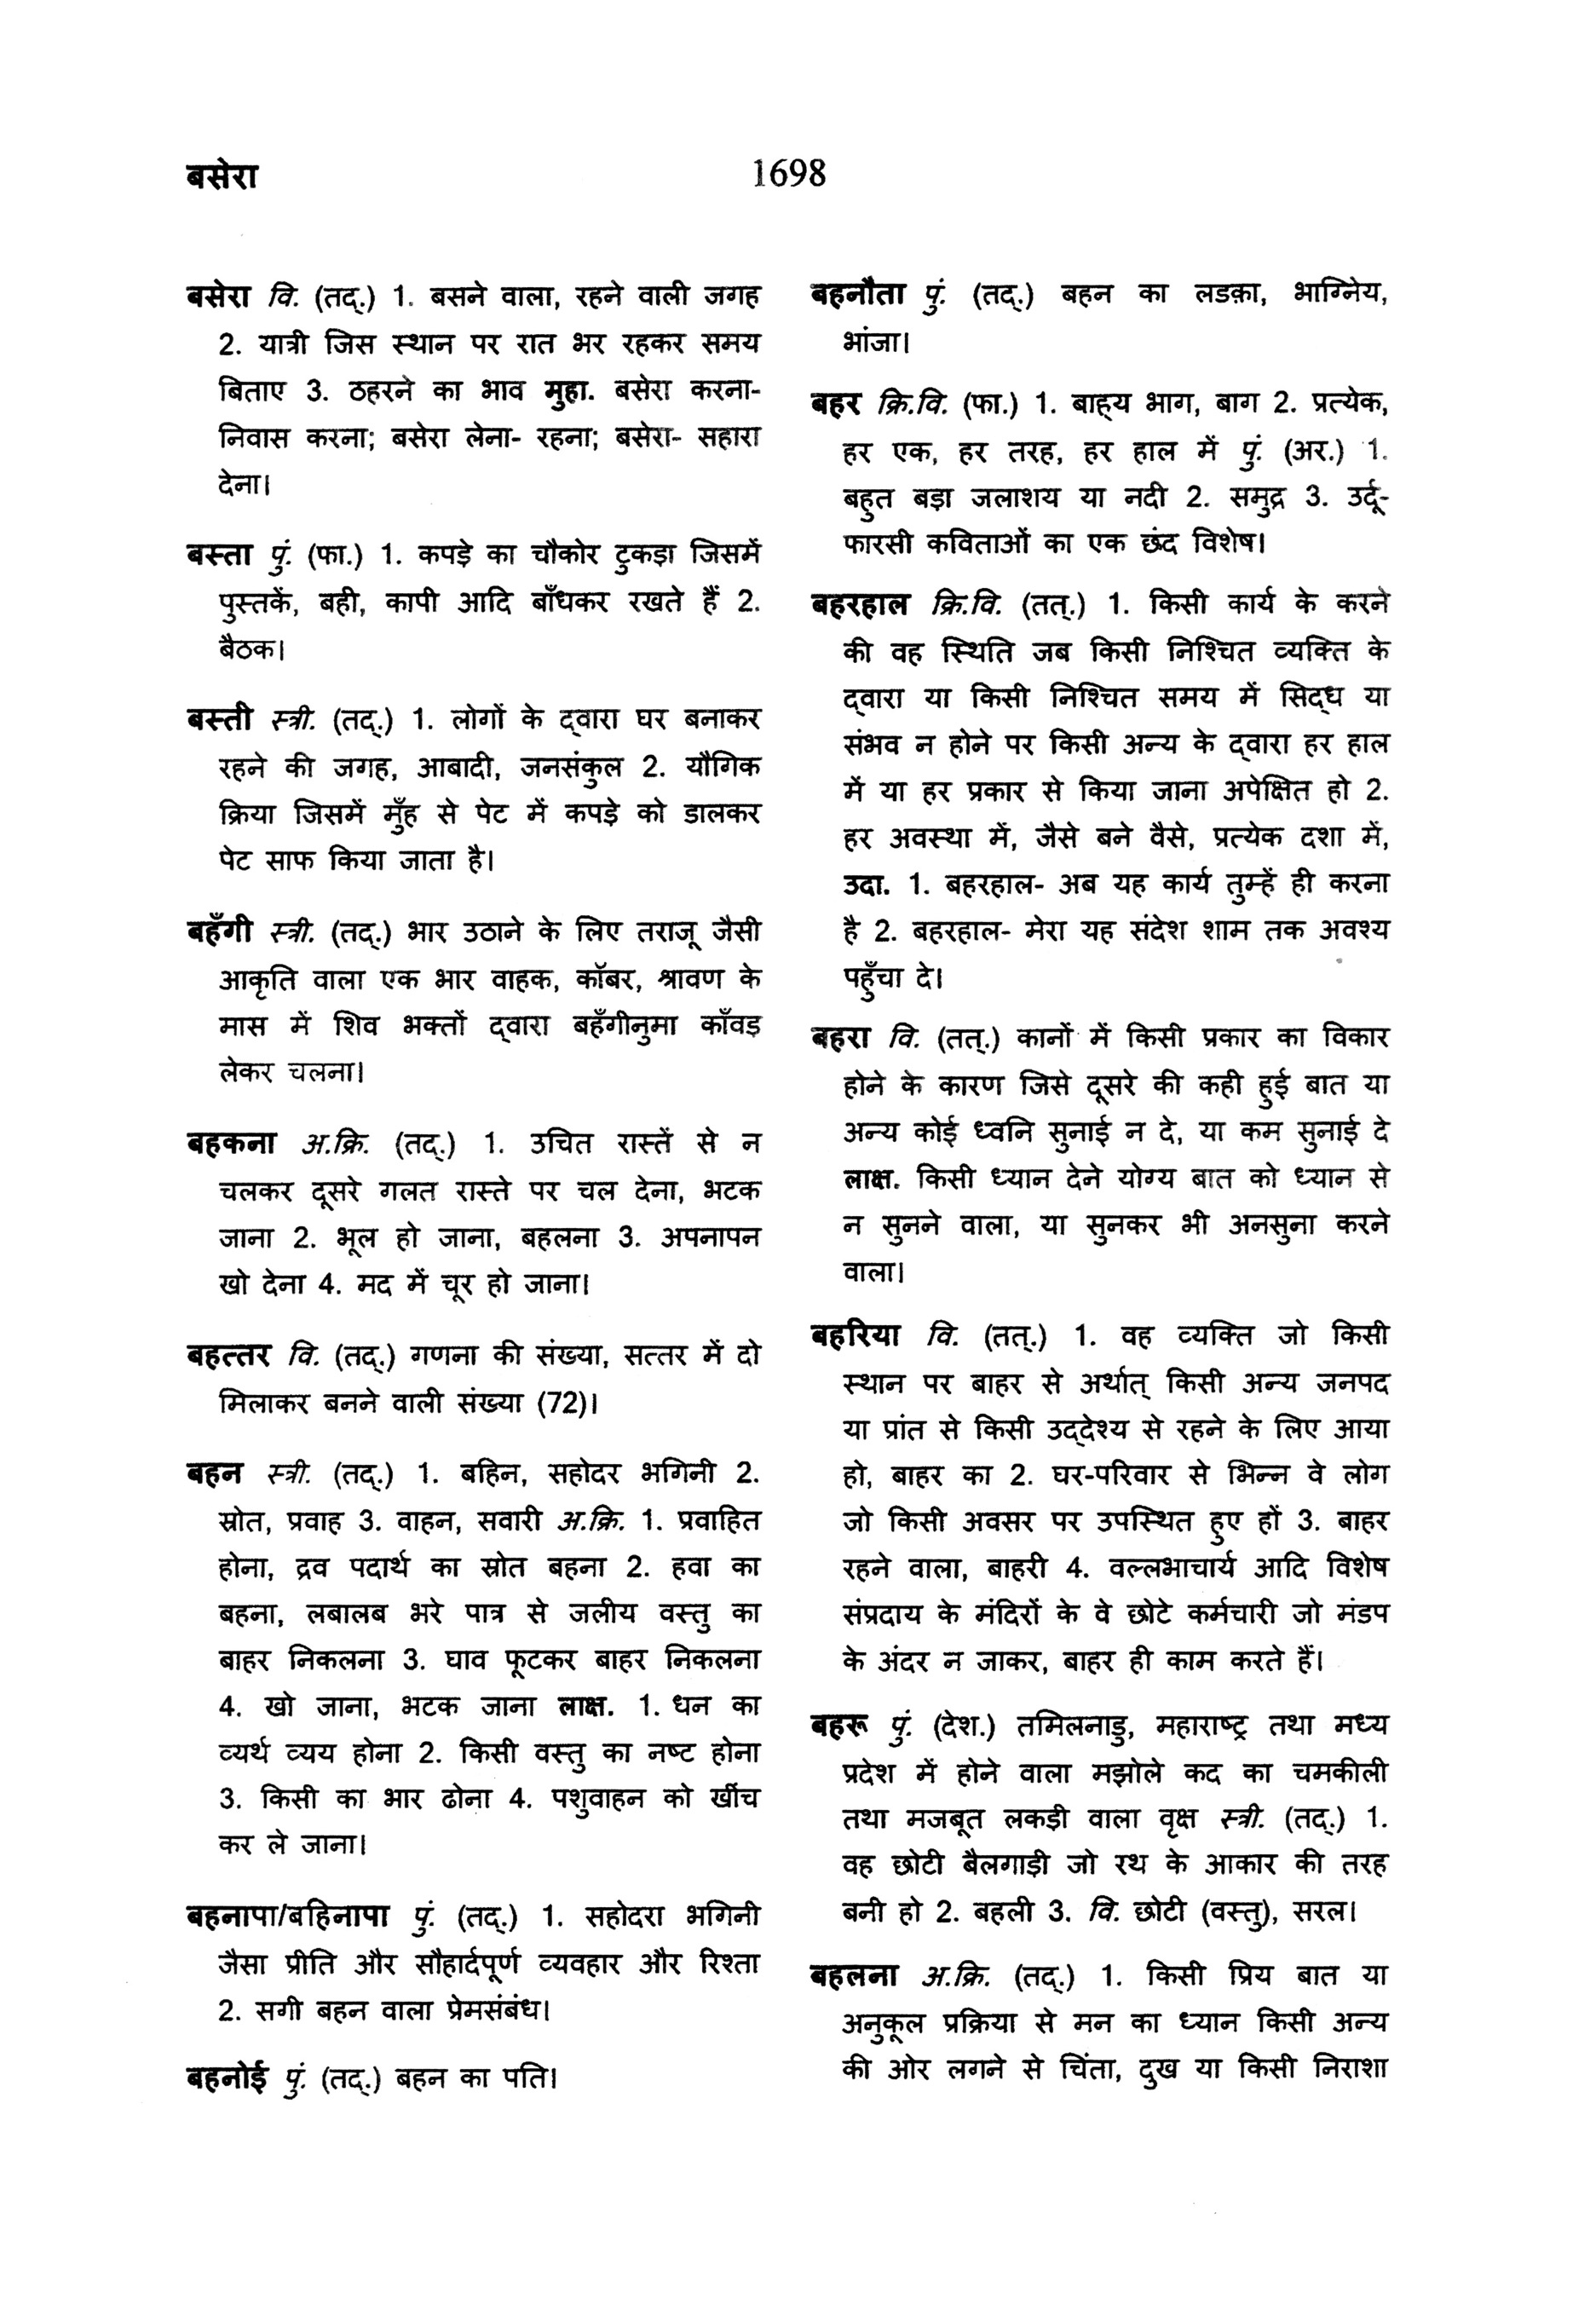 बसेरा
1698
बसेरा वि. (तद्.) 1. बसने वाला, रहने वाली जगह
2. यात्री जिस स्थान पर रात भर रहकर समय
बिताए 3. ठहरने का भाव मुहा. बसेरा करना-
निवास करना; बसेरा लेना- रहना; बसेरा- सहारा
देना।
बस्ता पुं. (फा.) 1. कपड़े का चौकोर टुकड़ा जिसमें
पुस्तकें, बही, कापी आदि बाँधकर रखते हैं 2.
बैठक।
बस्ती स्त्री. (तद्.) 1. लोगों के द्वारा घर बनाकर
रहने की जगह, आबादी, जनसंकुल 2. यौगिक
क्रिया जिसमें मुँह से पेट में कपड़े को डालकर
पेट साफ किया जाता है।
बहँगी स्त्री. (तद्.) भार उठाने के लिए तराजू जैसी
आकृति वाला एक भार वाहक, कॉबर, श्रावण के
मास में शिव भक्तों द्वारा बहँगीनुमा काँवड़
लेकर चलना।
बहकना अ.क्रि. (तद्.) 1. उचित रास्तें से न
चलकर दूसरे गलत रास्ते पर चल देना, भटक
जाना 2. भूल हो जाना, बहलना 3. अपनापन
खो देना 4. मद में चूर हो जाना।
बहत्तर वि. (तद्.) गणना की संख्या, सत्तर में दो
मिलाकर बनने वाली संख्या (72)।
बहन स्त्री. (तद्.) 1. बहिन, सहोदर भगिनी 2.
स्रोत, प्रवाह 3. वाहन, सवारी अ.क्रि. 1. प्रवाहित
होना, द्रव पदार्थ का स्रोत बहना 2. हवा का
बहना, लबालब भरे पात्र से जलीय वस्तु का
बाहर निकलना 3. घाव फूटकर बाहर निकलना
4. खो जाना, भटक जाना लाक्ष. 1. धन का
व्यर्थ व्यय होना 2. किसी वस्तु का नष्ट होना
3. किसी का भार ढोना 4. पशुवाहन को खींच
कर ले जाना।
बहनापा/बहिनापा पुं. (तद्.) 1. सहोदरा भगिनी
जैसा प्रीति और सौहार्दपूर्ण व्यवहार और रिश्ता
2. सगी बहन वाला प्रेमसंबंध।
बहनोई पुं. (तद्.) बहन का पति।
बहनौता पुं. (तद्.) बहन का लडक़ा, भाग्निेय,
भांजा।
बहर क्रि.वि. (फा.) 1. बाह्य भाग, बाग 2. प्रत्येक,
हर एक, हर तरह, हर हाल में पुं. (अर.) 1.
बहुत बड़ा जलाशय या नदी 2. समुद्र 3. उर्दू-
फारसी कविताओं का एक छंद विशेष।
बहरहाल क्रि.वि. (तत्.) 1. किसी कार्य के करने
की वह स्थिति जब किसी निश्चित व्यक्ति के
द्वारा या किसी निश्चित समय में सिद्ध या
संभव न होने पर किसी अन्य के द्वारा हर हाल
में या हर प्रकार से किया जाना अपेक्षित हो 2.
हर अवस्था में, जैसे बने वैसे, प्रत्येक दशा में,
उदा. 1. बहरहाल- अब यह कार्य तुम्हें ही करना
है 2. बहरहाल- मेरा यह संदेश शाम तक अवश्य
पहुँचा दे।
बहरा वि. (तत्.) कानों में किसी प्रकार का विकार
होने के कारण जिसे दूसरे की कही हुई बात या
अन्य कोई ध्वनि सुनाई न दे, या कम सुनाई दे
लाक्ष. किसी ध्यान देने योग्य बात को ध्यान से
न सुनने वाला, या सुनकर भी अनसुना करने
वाला।
बहरिया वि. (तत्.) 1. वह व्यक्ति जो किसी
स्थान पर बाहर से अर्थात् किसी अन्य जनपद
या प्रांत से किसी उद्देश्य से रहने के लिए आया
हो, बाहर का 2. घर-परिवार से भिन्न वे लोग
जो किसी अवसर पर उपस्थित हुए हों 3. बाहर
रहने वाला, बाहरी 4. वल्लभाचार्य आदि विशेष
संप्रदाय के मंदिरों के वे छोटे कर्मचारी जो मंडप
के अंदर न जाकर, बाहर ही काम करते हैं।
बहरू पुं. (देश.) तमिलनाडु, महाराष्ट्र तथा मध्य
प्रदेश में होने वाला मझोले कद का चमकीली
तथा मजबूत लकड़ी वाला वृक्ष स्त्री. (तद्.) 1.
वह छोटी बैलगाड़ी जो रथ के आकार की तरह
बनी हो 2. बहली 3. वि. छोटी (वस्तु), सरल।
बहलना अ.क्रि. (तद्.) 1. किसी प्रिय बात या
अनुकूल प्रक्रिया से मन का ध्यान किसी अन्य
की ओर लगने से चिंता, दुख या किसी निराशा